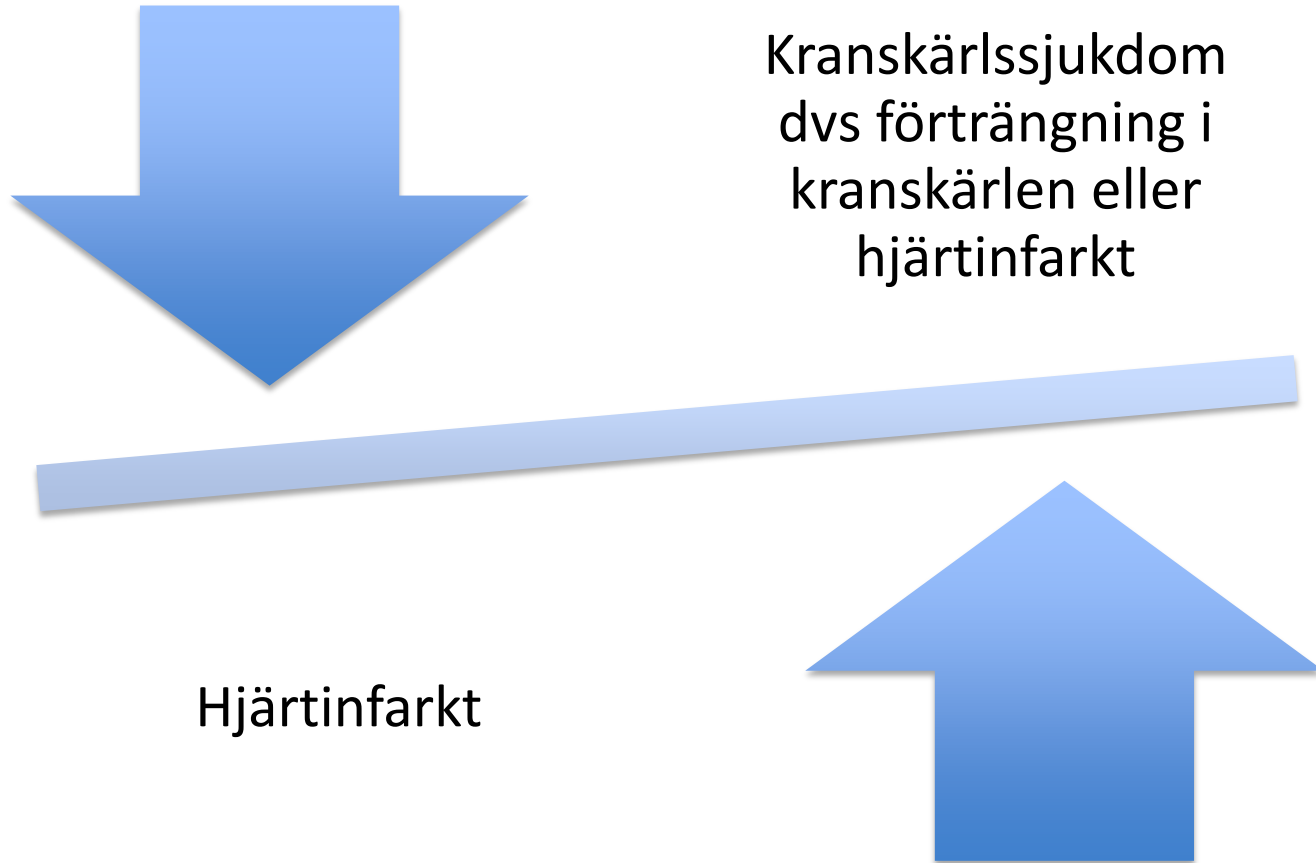 Kranskärlssjukdom
dvs förträngning i
kranskärlen eller
hjärtinfarkt
Hjärtinfarkt